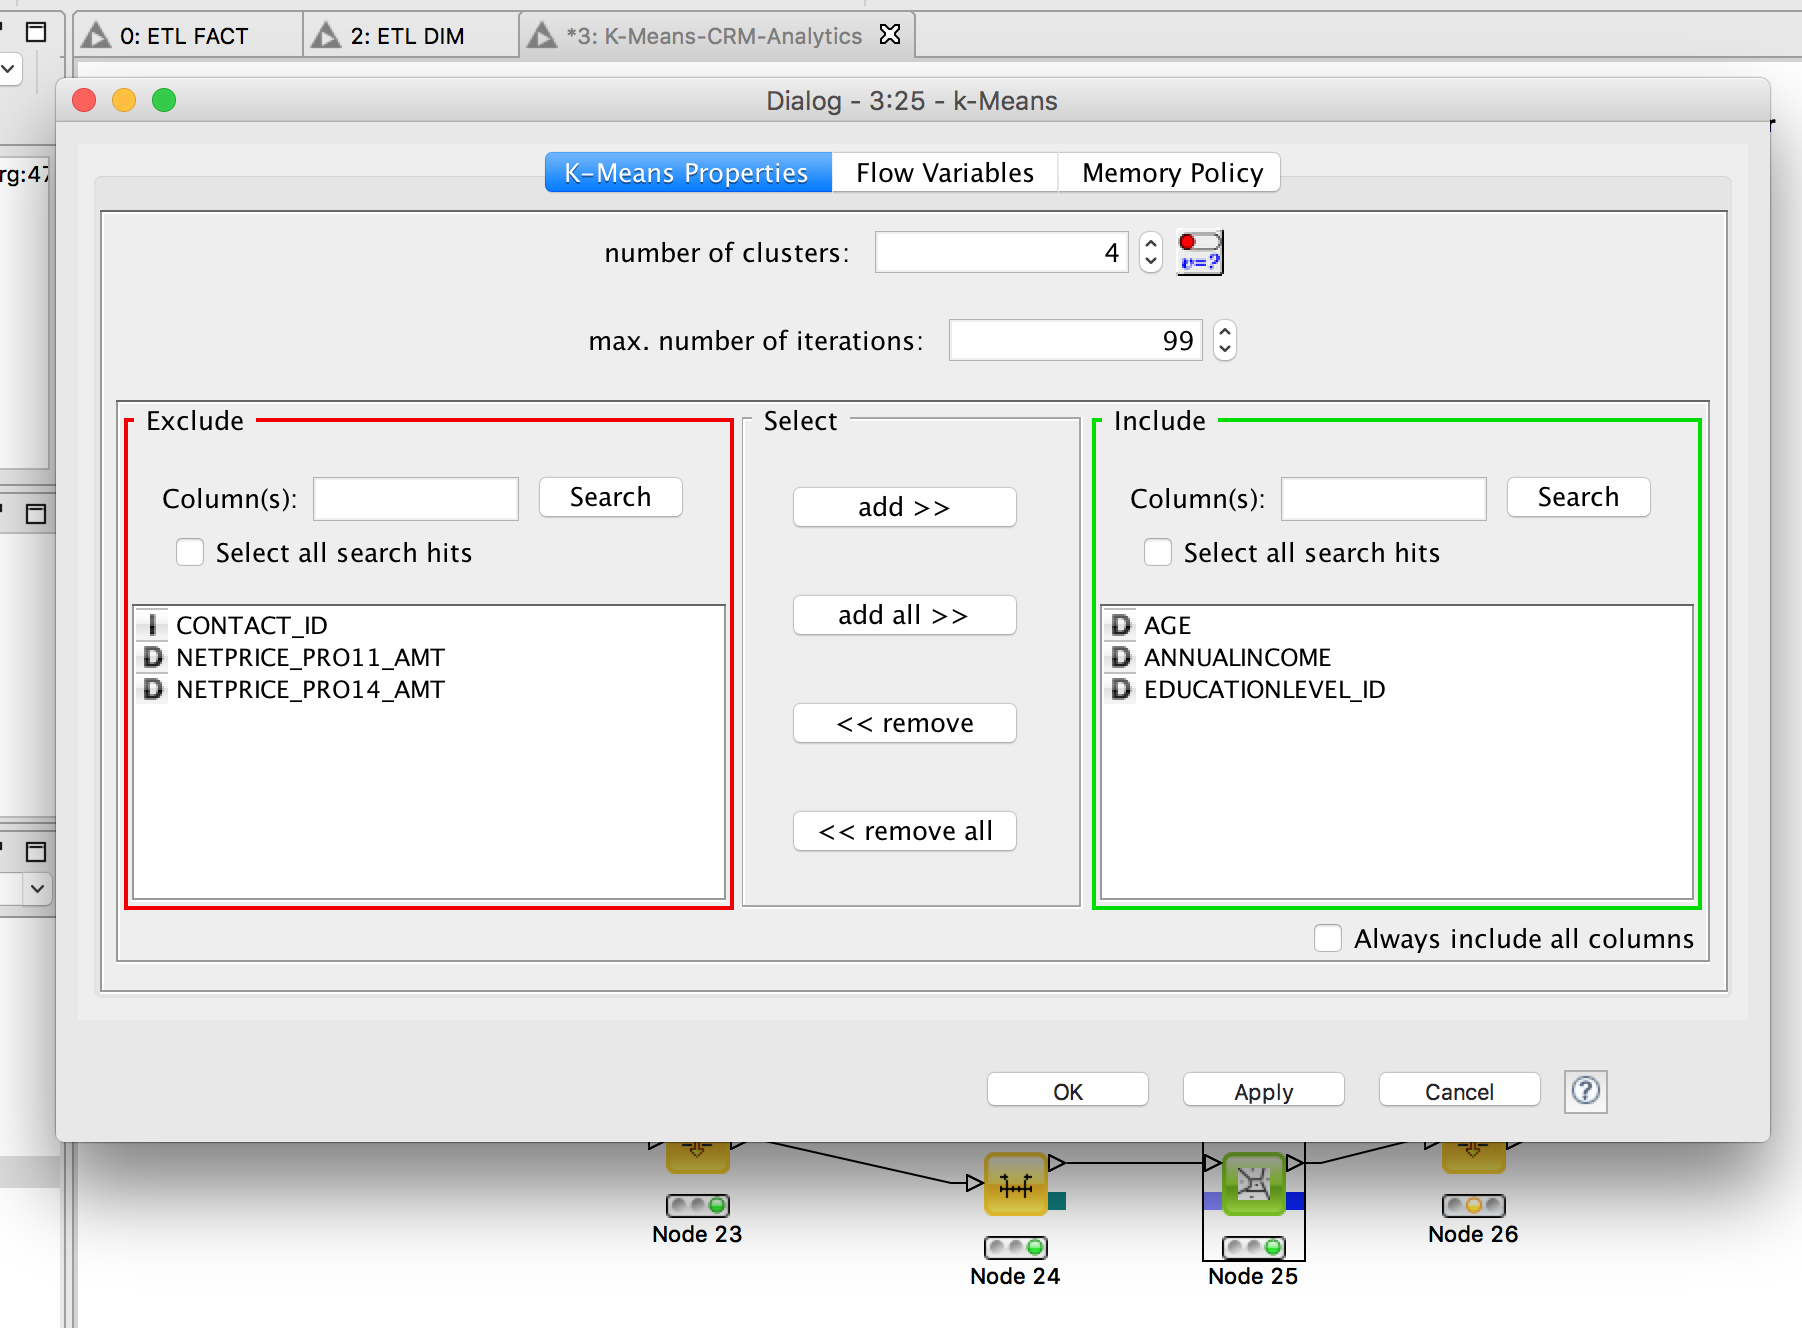 0: ETL FACT
2: ETL DIM
*3: K-Means-CRM-Analytics
Dialog - 3:25 - k-Means
rg:47
K-Means Properties
Flow Variables
Memory Policy
number of clusters: 4
v=?
max. number of iterations: 99
Exclude
Column(s):
Search
Select all search hits
I CONTACT_ID
D NETPRICE_PRO11_AMT
D NETPRICE_PRO14_AMT
Select
add >>
add all >>
<< remove
<< remove all
Include
Column(s):
Search
Select all search hits
D AGE
D ANNUALINCOME
D EDUCATIONLEVEL_ID
Always include all columns
OK
Apply
Cancel
?
Node 23
Node 24
Node 25
Node 26